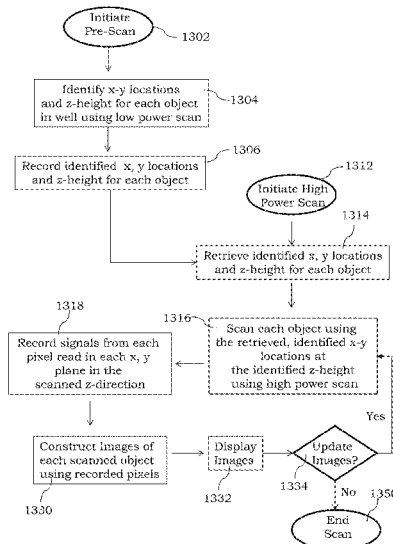 Initiate
Pre-Scan
1302
Identify x-y locations
and z-height for each object
in well using low power scan
1304
1306
Record identified x, y locations
and z-height for each object
1312
Initiate High
Power Scan
1314
Retrieve identified x, y locations
and z-height for each object
1316
Scan each object using
the retrieved, identified x-y
locations at
the identified z-height
using high power scan
1318
Record signals from each
pixel read in each x, y
plane in the
scanned z-direction
Construct Images of
each scanned object
using recorded pixels
1330
Display
Images
1332
Update
Images?
1334
Yes
No
1350
End
Scan